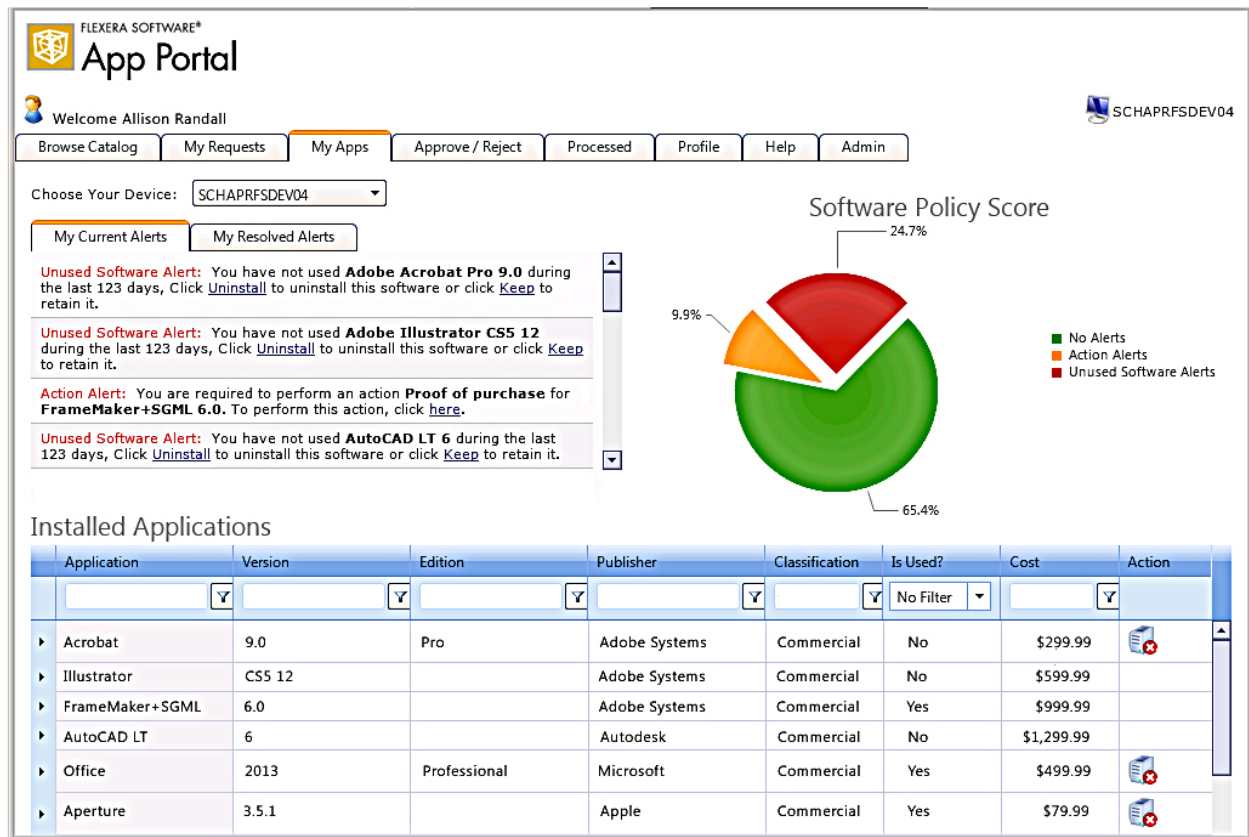 FLEXERA SOFTWARE®
App Portal
Welcome Allison Randall
SCHAPRFSDEV04
Browse Catalog My Requests My Apps Approve / Reject Processed Profile Help Admin
Choose Your Device: SCHAPRFSDEV04
My Current Alerts My Resolved Alerts
Unused Software Alert: You have not used Adobe Acrobat Pro 9.0 during
the last 123 days, Click Uninstall to uninstall this software or click Keep to
retain it.
Unused Software Alert: You have not used Adobe Illustrator CS5 12
during the last 123 days, Click Uninstall to uninstall this software or click Keep
to retain it.
Action Alert: You are required to perform an action Proof of purchase for
FrameMaker+SGML 6.0. To perform this action, click here.
Unused Software Alert: You have not used AutoCAD LT 6 during the last
123 days, Click Uninstall to uninstall this software or click Keep to retain it.
Software Policy Score
24.7%
9.9%
65.4%
No Alerts
Action Alerts
Unused Software Alerts
Installed Applications
Application Version Edition Publisher Classification Is Used? Cost Action
No Filter
Acrobat 9.0 Pro Adobe Systems Commercial No $299.99
Illustrator CS5 12 Adobe Systems Commercial No $599.99
FrameMaker+SGML 6.0 Adobe Systems Commercial Yes $999.99
AutoCAD LT 6 Autodesk Commercial No $1,299.99
Office 2013 Professional Microsoft Commercial Yes $499.99
Aperture 3.5.1 Apple Commercial Yes $79.99